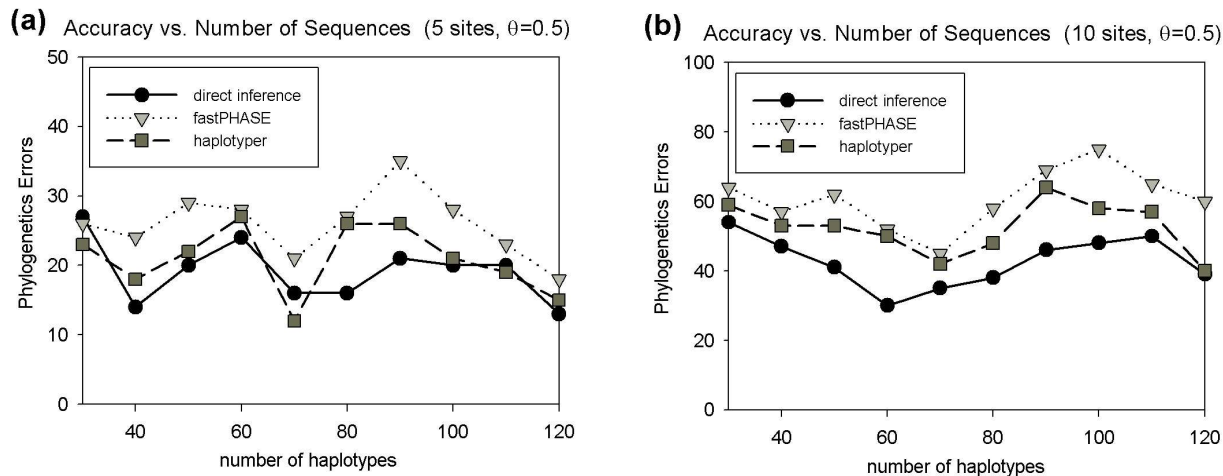 (a)
Accuracy vs. Number of Sequences (5 sites, θ=0.5)
50
40
30
20
10
0
Phylogenetics Errors
direct inference
fastPHASE
haplotyper
40
60
80
100
120
number of haplotypes
(b)
Accuracy vs. Number of Sequences (10 sites, θ=0.5)
100
80
60
40
20
0
Phylogenetics Errors
direct inference
fastPHASE
haplotyper
40
60
80
100
120
number of haplotypes